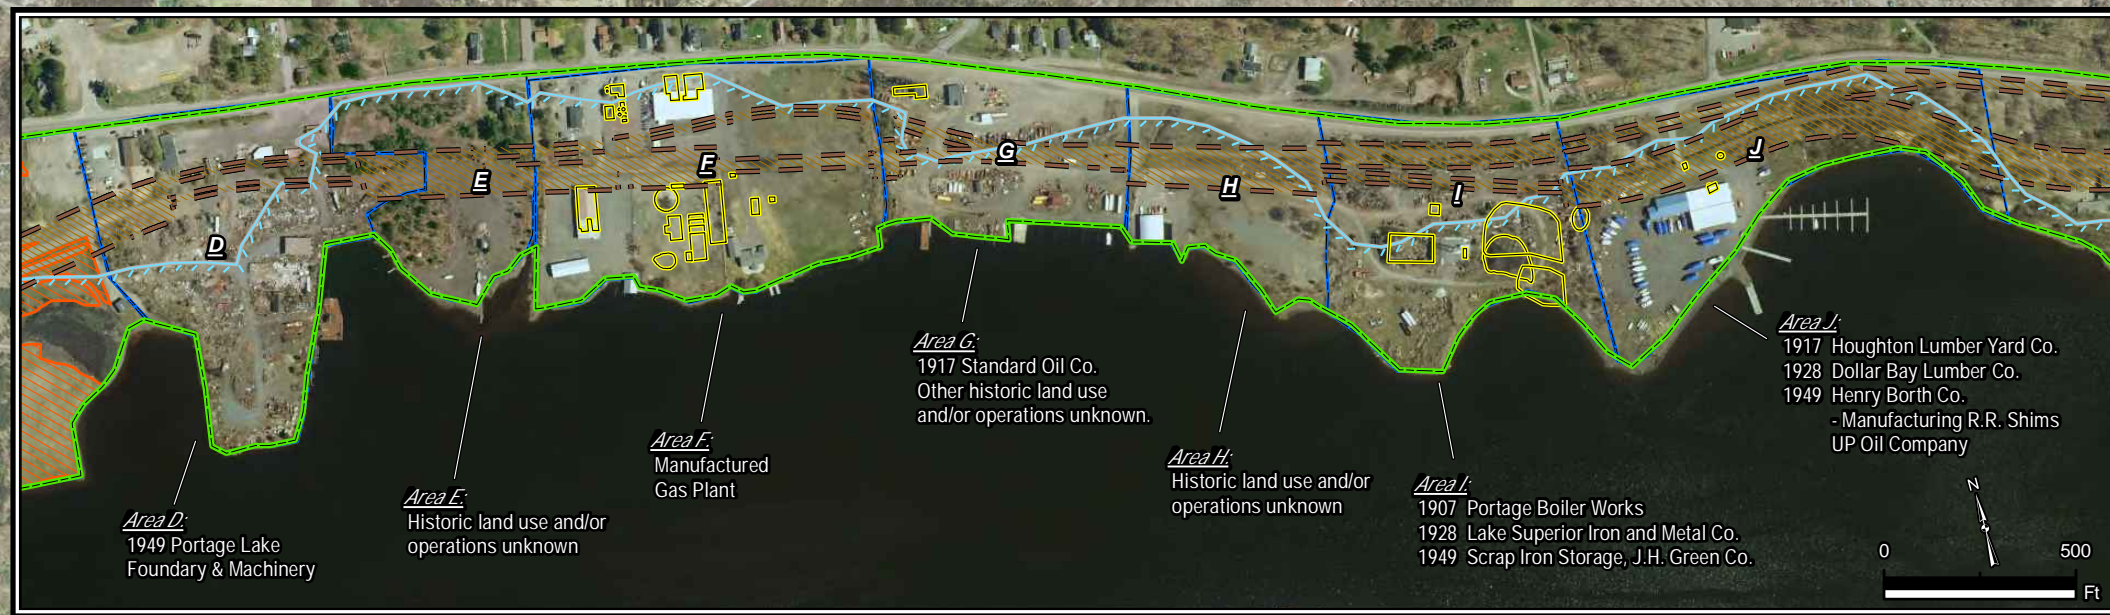 D
E
F
G
H
I
J
Area D:
1949 Portage Lake
Foundary & Machinery
Area E:
Historic land use and/or
operations unknown
Area F:
Manufactured
Gas Plant
Area G:
1917 Standard Oil Co.
Other historic land use
and/or operations unknown.
Area H:
Historic land use and/or
operations unknown
Area I:
1907 Portage Boiler Works
1928 Lake Superior Iron and Metal Co.
1949 Scrap Iron Storage, J.H. Green Co.
Area J:
1917 Houghton Lumber Yard Co.
1928 Dollar Bay Lumber Co.
1949 Henry Borth Co.
- Manufacturing R.R. Shims
UP Oil Company
N
0 500
Ft